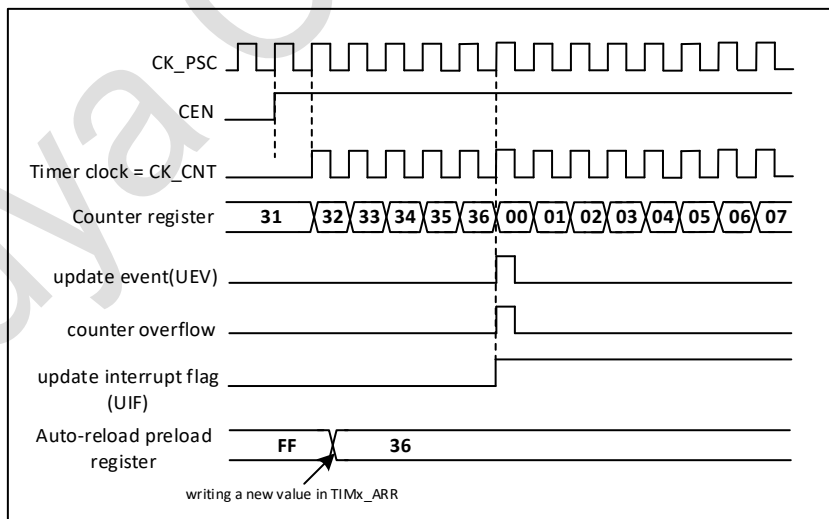 CK_PSC
CEN
Timer clock = CK_CNT
Counter register 31 32 33 34 35 36 00 01 02 03 04 05 06 07
update event(UEV)
counter overflow
update interrupt flag
(UIF)
Auto-reload preload
register
FF 36
writing a new value in TIMx_ARR